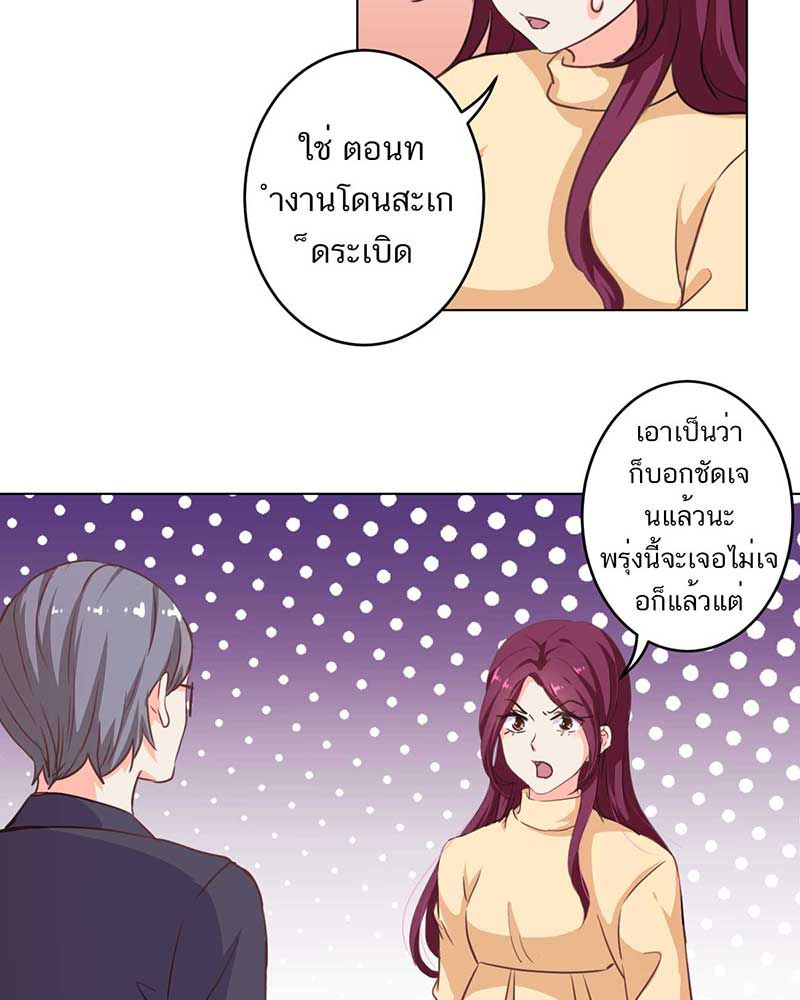 ใช่ ตอนท
ำงานโดนสะเก
็ดระเบิด
เอาเป็นว่า
ก็บอกชัดเจ
นแล้วนะ
พรุ่งนี้จะเจอไม่เจ
อก็แล้วแต่